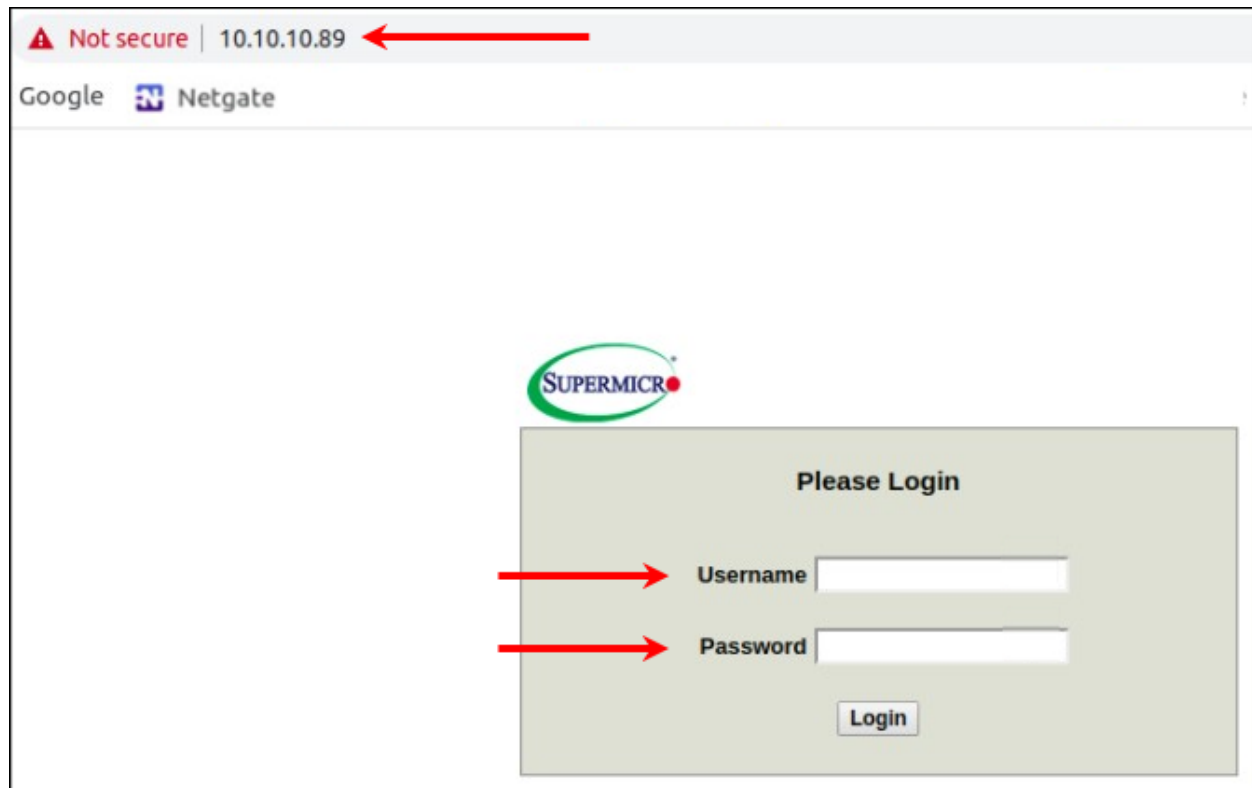 Not secure | 10.10.10.89
Google Netgate
SUPERMICRO
Please Login
Username
Password
Login